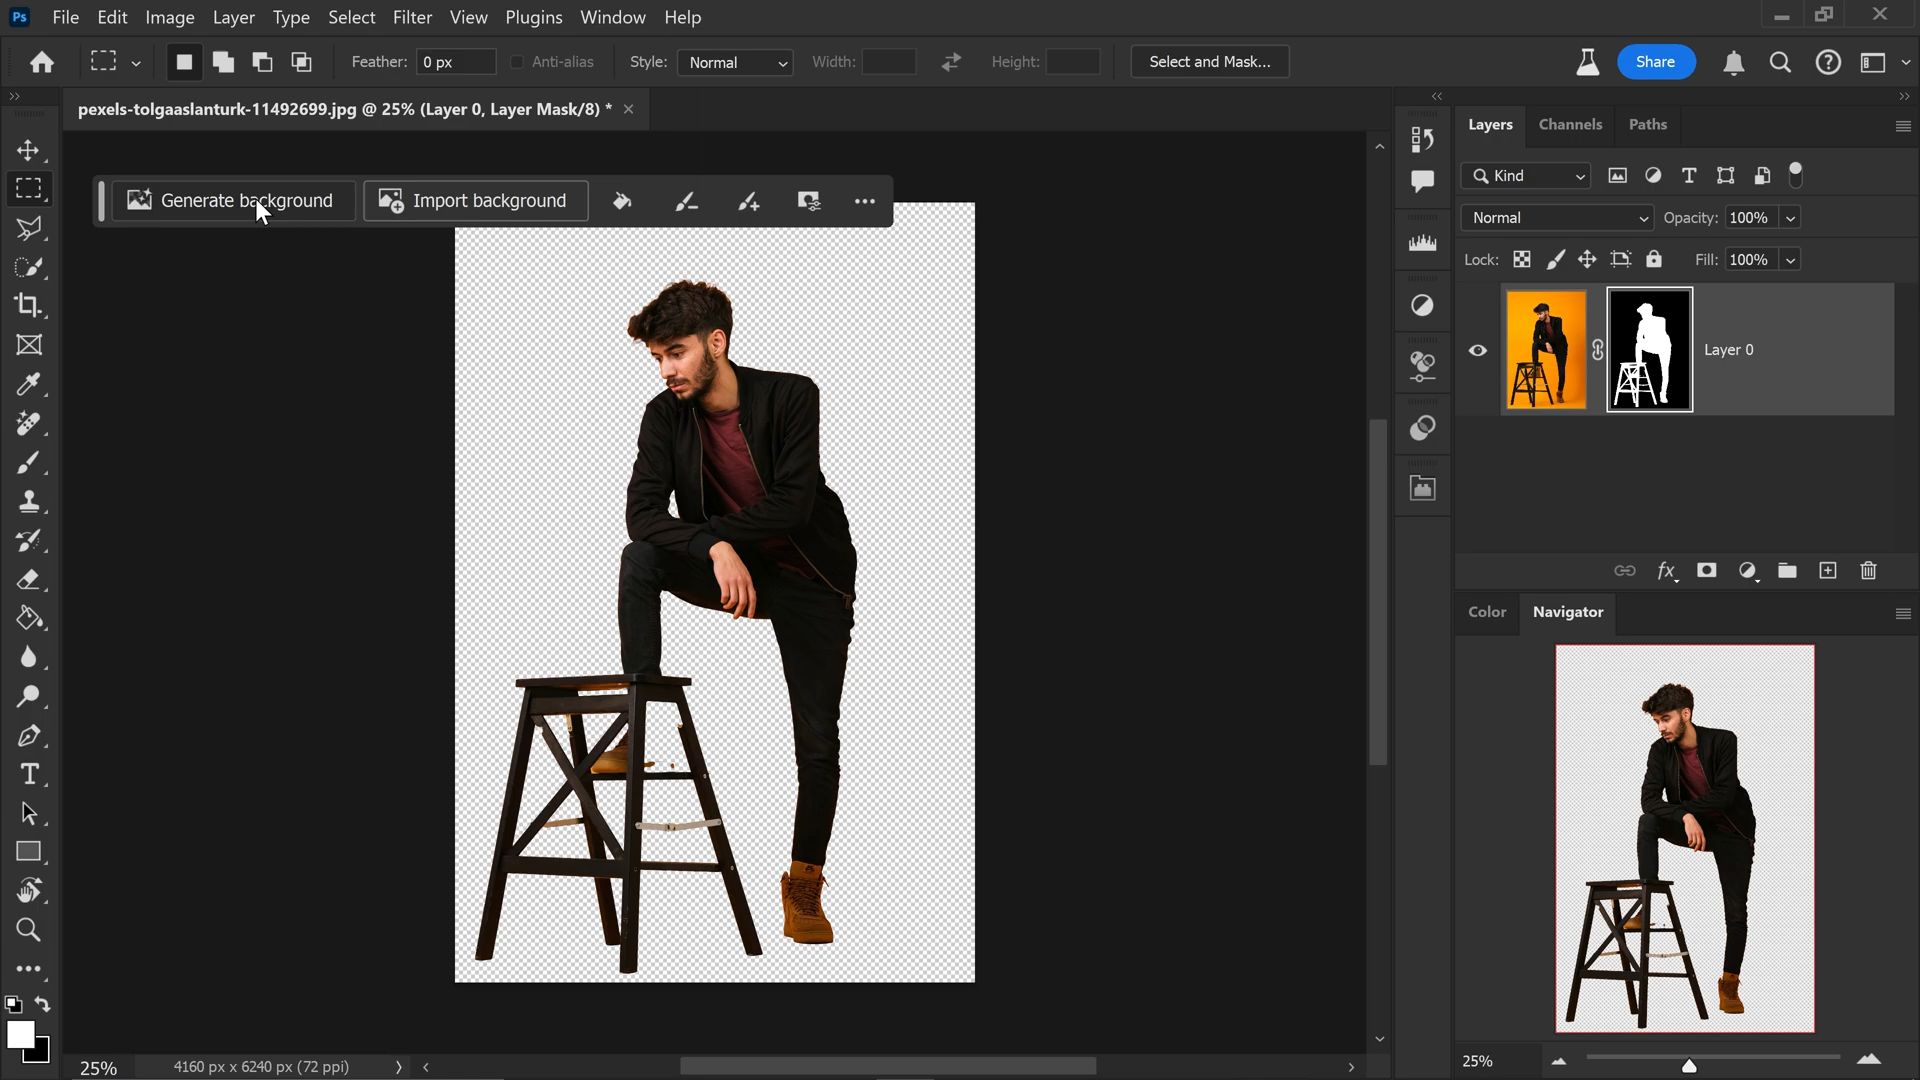 Ps File Edit Image Layer Type Select Filter View Plugins Window Help
Feather: 0 px Anti-alias Style: Normal Width: Height: Select and Mask... Share
pexels-tolgaaslanturk-11492699.jpg @ 25% (Layer 0, Layer Mask/8) *
Generate background Import background
Layers Channels Paths
Kind
Normal Opacity: 100%
Lock: Fill: 100%
Layer 0
Color Navigator
25% 4160 px x 6240 px (72 ppi)
25%